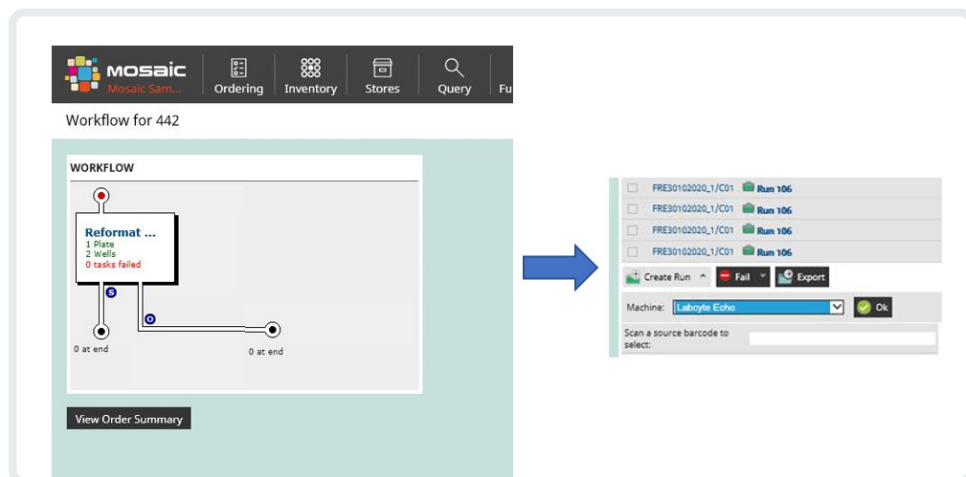 mosaic
Mosaic Sam...
Ordering
Inventory
Stores
Query
Fu
Workflow for 442
WORKFLOW
Reformat ...
1 Plate
2 Wells
0 tasks failed
S
O
0 at end
0 at end
View Order Summary
FRE30102020_1/C01 Run 106
FRE30102020_1/C01 Run 106
FRE30102020_1/C01 Run 106
FRE30102020_1/C01 Run 106
Create Run Fail Export
Machine: Laboyte Echo Ok
Scan a source barcode to
select: